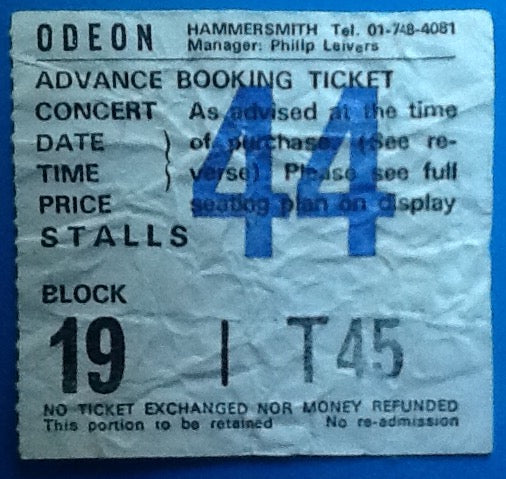 ODEON HAMMERSMITH Tel. 01-748-4081
Manager: Philip Leivers
ADVANCE BOOKING TICKET
CONCERT As advised at the time
DATE of purchase. (See re-
TIME verse) Please see full
PRICE seating plan on display
STALLS
44
BLOCK
19 | T45
NO TICKET EXCHANGED NOR MONEY REFUNDED
This portion to be retained No re-admission